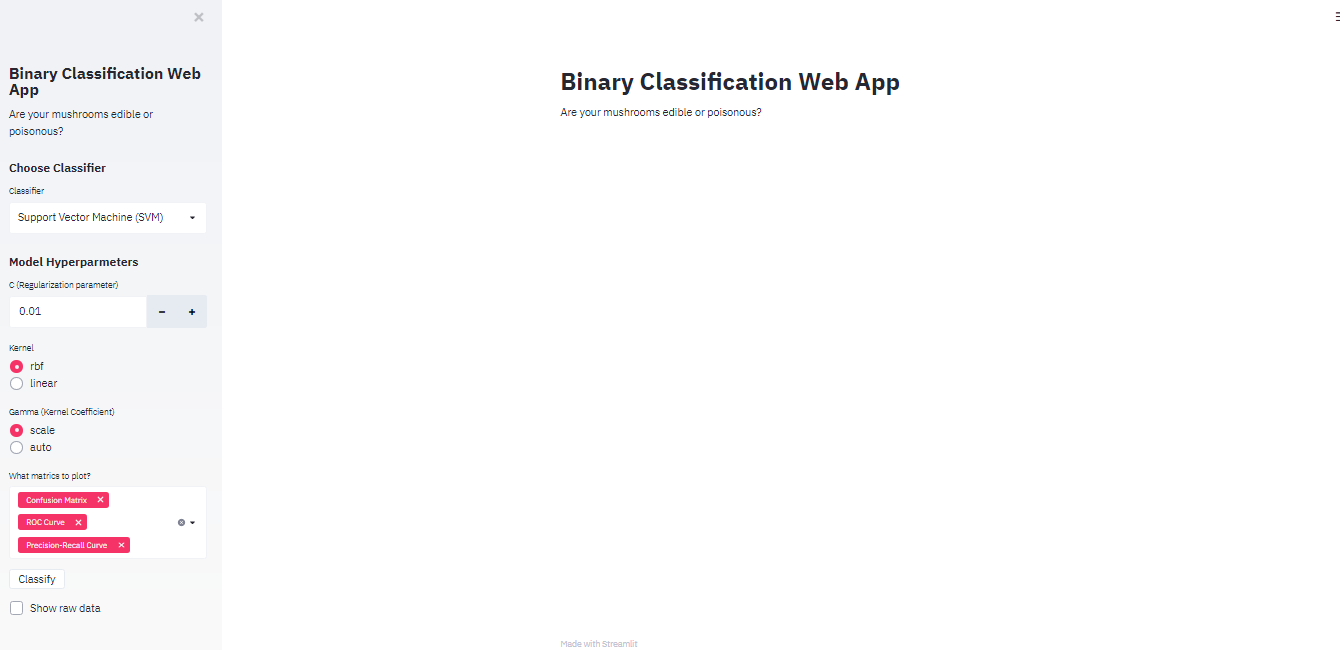 Binary Classification Web
App
Are your mushrooms edible or
poisonous?
Choose Classifier
Classifier
Support Vector Machine (SVM)
Model Hyperparmeters
C (Regularization parameter)
0.01
Kernel
rbf
linear
Gamma (Kernel Coefficient)
scale
auto
What matrics to plot?
Confusion Matrix
ROC Curve
Precision-Recall Curve
Classify
Show raw data
Binary Classification Web App
Are your mushrooms edible or poisonous?
Made with Streamlit